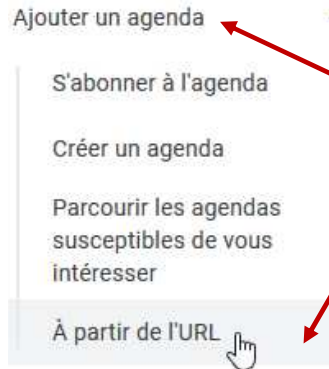 Ajouter un agenda
S'abonner à l'agenda
Créer un agenda
Parcourir les agendas
susceptibles de vous
intéresser
À partir de l'URL